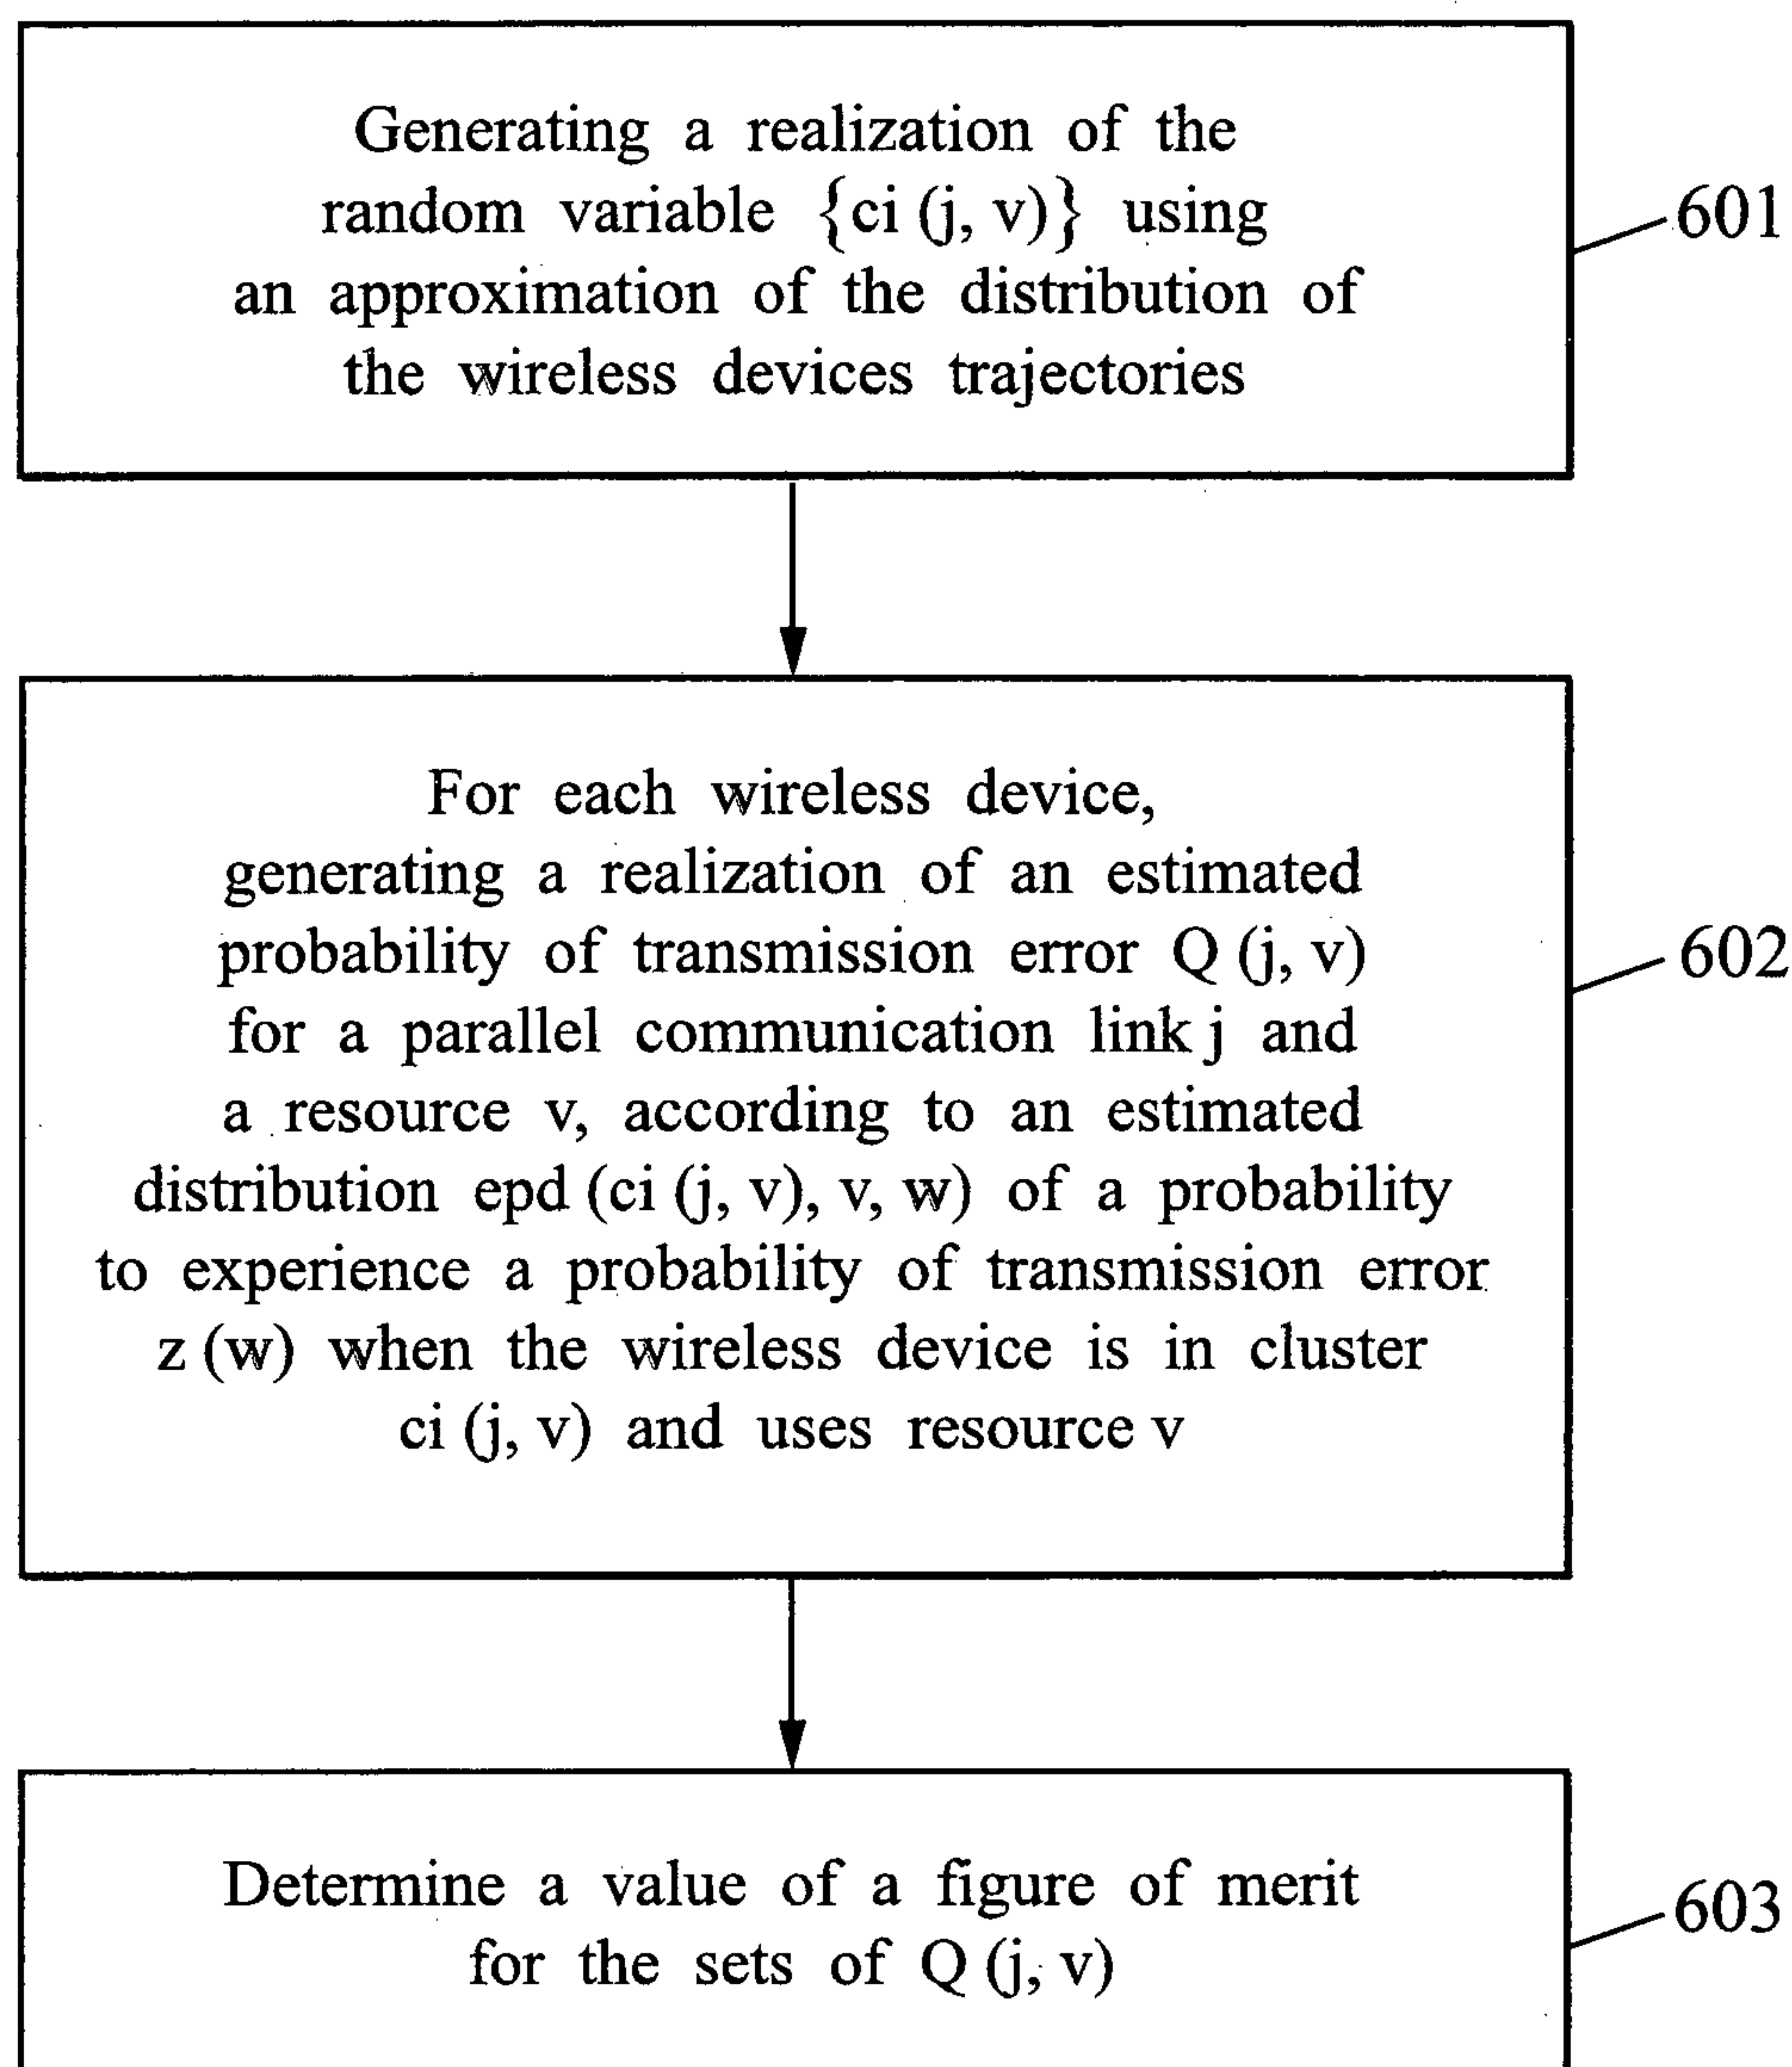 Generating a realization of the
random variable {ci (j, v)} using
an approximation of the distribution of
the wireless devices trajectories
601
For each wireless device,
generating a realization of an estimated
probability of transmission error Q (j, v)
for a parallel communication link j and
a resource v, according to an estimated
distribution epd (ci (j, v), v, w) of a probability
to experience a probability of transmission error
z (w) when the wireless device is in cluster
ci (j, v) and uses resource v
602
Determine a value of a figure of merit
for the sets of Q (j, v)
603